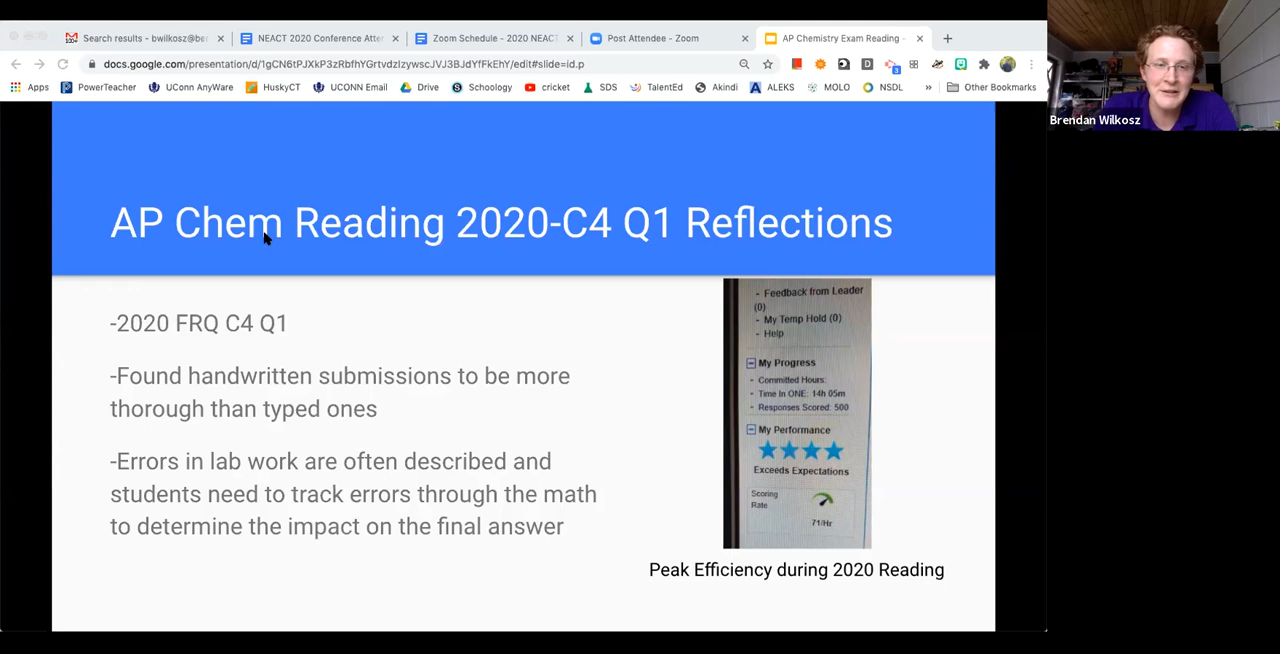 Search results - bwilkosz@be
NEACT 2020 Conference Atter
Zoom Schedule - 2020 NEACT
Post Attendee - Zoom
AP Chemistry Exam Reading -
docs.google.com/presentation/d/1gCN6tPJXkP3zRbfhYGrtvdzIzywscJVJ3BJdYfFkEhY/edit#slide=id.p
Apps PowerTeacher UConn AnyWare HuskyCT UCONN Email Drive Schoology cricket SDS TalentEd Akindi ALEKS MOLO NSDL » Other Bookmarks
Brendan Wilkosz
AP Chem Reading 2020-C4 Q1 Reflections
-2020 FRQ C4 Q1
-Found handwritten submissions to be more
thorough than typed ones
-Errors in lab work are often described and
students need to track errors through the math
to determine the impact on the final answer
- Feedback from Leader
(0)
- My Temp Hold (0)
- Help
My Progress
- Committed Hours:
- Time In ONE: 14h 05m
- Responses Scored: 500
My Performance
Exceeds Expectations
Scoring
Rate
71/Hr
Peak Efficiency during 2020 Reading